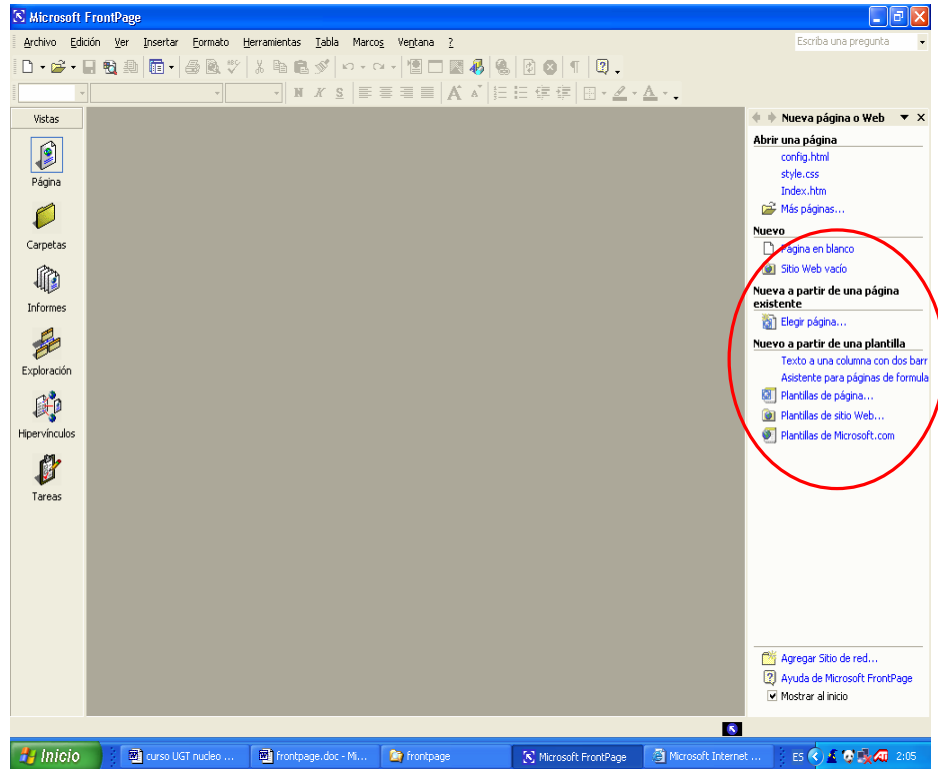 Microsoft FrontPage
Archivo Edición Ver Insertar Formato Herramientas Tabla Marcos Ventana ?
Escriba una pregunta
N K S A A A
Vistas
Página
Carpetas
Informes
Exploración
Hipervínculos
Tareas
Nueva página o Web
Abrir una página
config.html
style.css
Index.htm
Más páginas...
Nuevo
Página en blanco
Sitio Web vacío
Nueva a partir de una página
existente
Elegir página...
Nuevo a partir de una plantilla
Texto a una columna con dos barr
Asistente para páginas de formula
Plantillas de página...
Plantillas de sitio Web...
Plantillas de Microsoft.com
Agregar Sitio de red...
Ayuda de Microsoft FrontPage
Mostrar al inicio
Inicio
curso UGT nucleo ...
frontpage.doc - Mi...
frontpage
Microsoft FrontPage
Microsoft Internet ...
ES
2:05